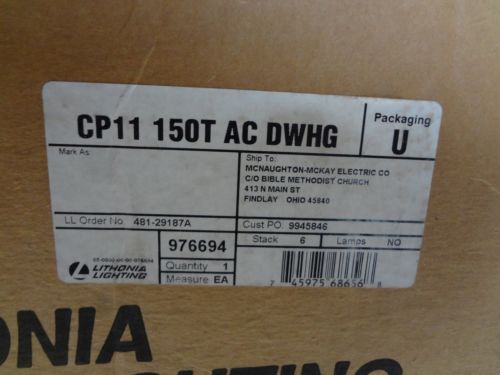 CP11 150T AC DWHG
Packaging
U
Mark As
Ship To:
MCNAUGHTON-MCKAY ELECTRIC CO
C/O BIBLE METHODIST CHURCH
413 N MAIN ST
FINDLAY OHIO 45840
LL Order No 481-29187A
Cust PO. 9945846
976694
Stack 6 Lamps NO
LITHONIA
LIGHTING
Quantity 1
Measure EA
7 45975 68656 8
ONIA